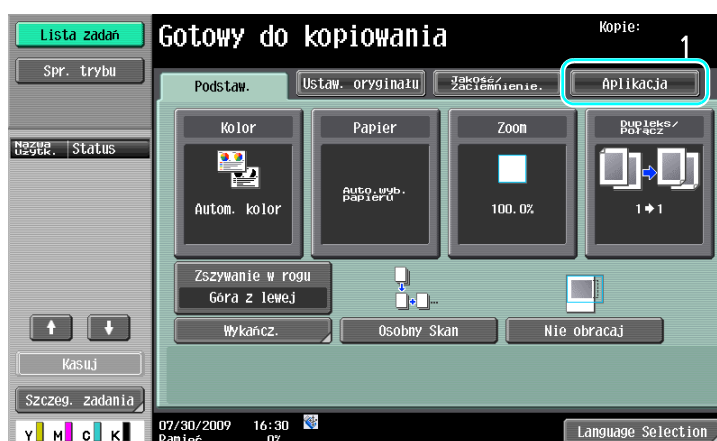 Lista zadań
Spr. trybu
Nazwa użytk.
Status
Kasuj
Szczeg. zadania
Y M C K
Gotowy do kopiowania
Kopie:
1
Podstaw.
Ustaw. oryginału
Jakość/
zaciemnienie.
Aplikacja
Kolor
Papier
Zoom
Dupleks/
Połącz
Autom. kolor
Auto.wyb.
papieru
100.0%
1 → 1
Zszywanie w rogu
Góra z lewej
Wykańcz.
Osobny Skan
Nie obracaj
07/30/2009 16:30
Pamięć 0%
Language Selection